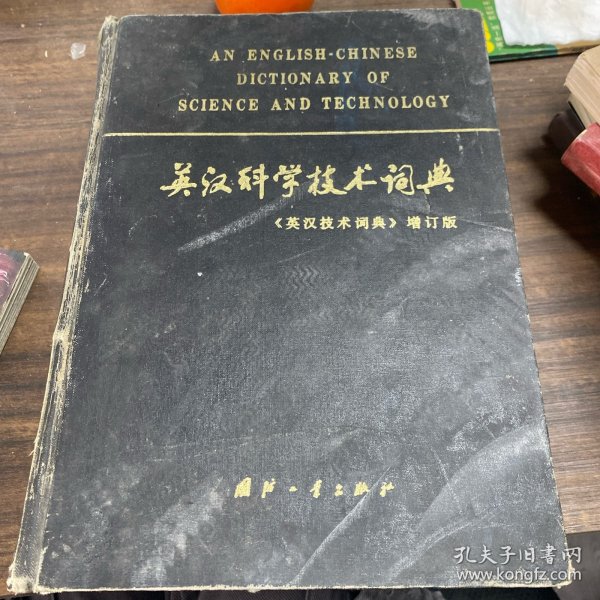 AN ENGLISH-CHINESE
DICTIONARY OF
SCIENCE AND TECHNOLOGY
英汉科学技术词典
《英汉技术词典》增订版
国防工业出版社
孔夫子旧书网
www.kongfz.com